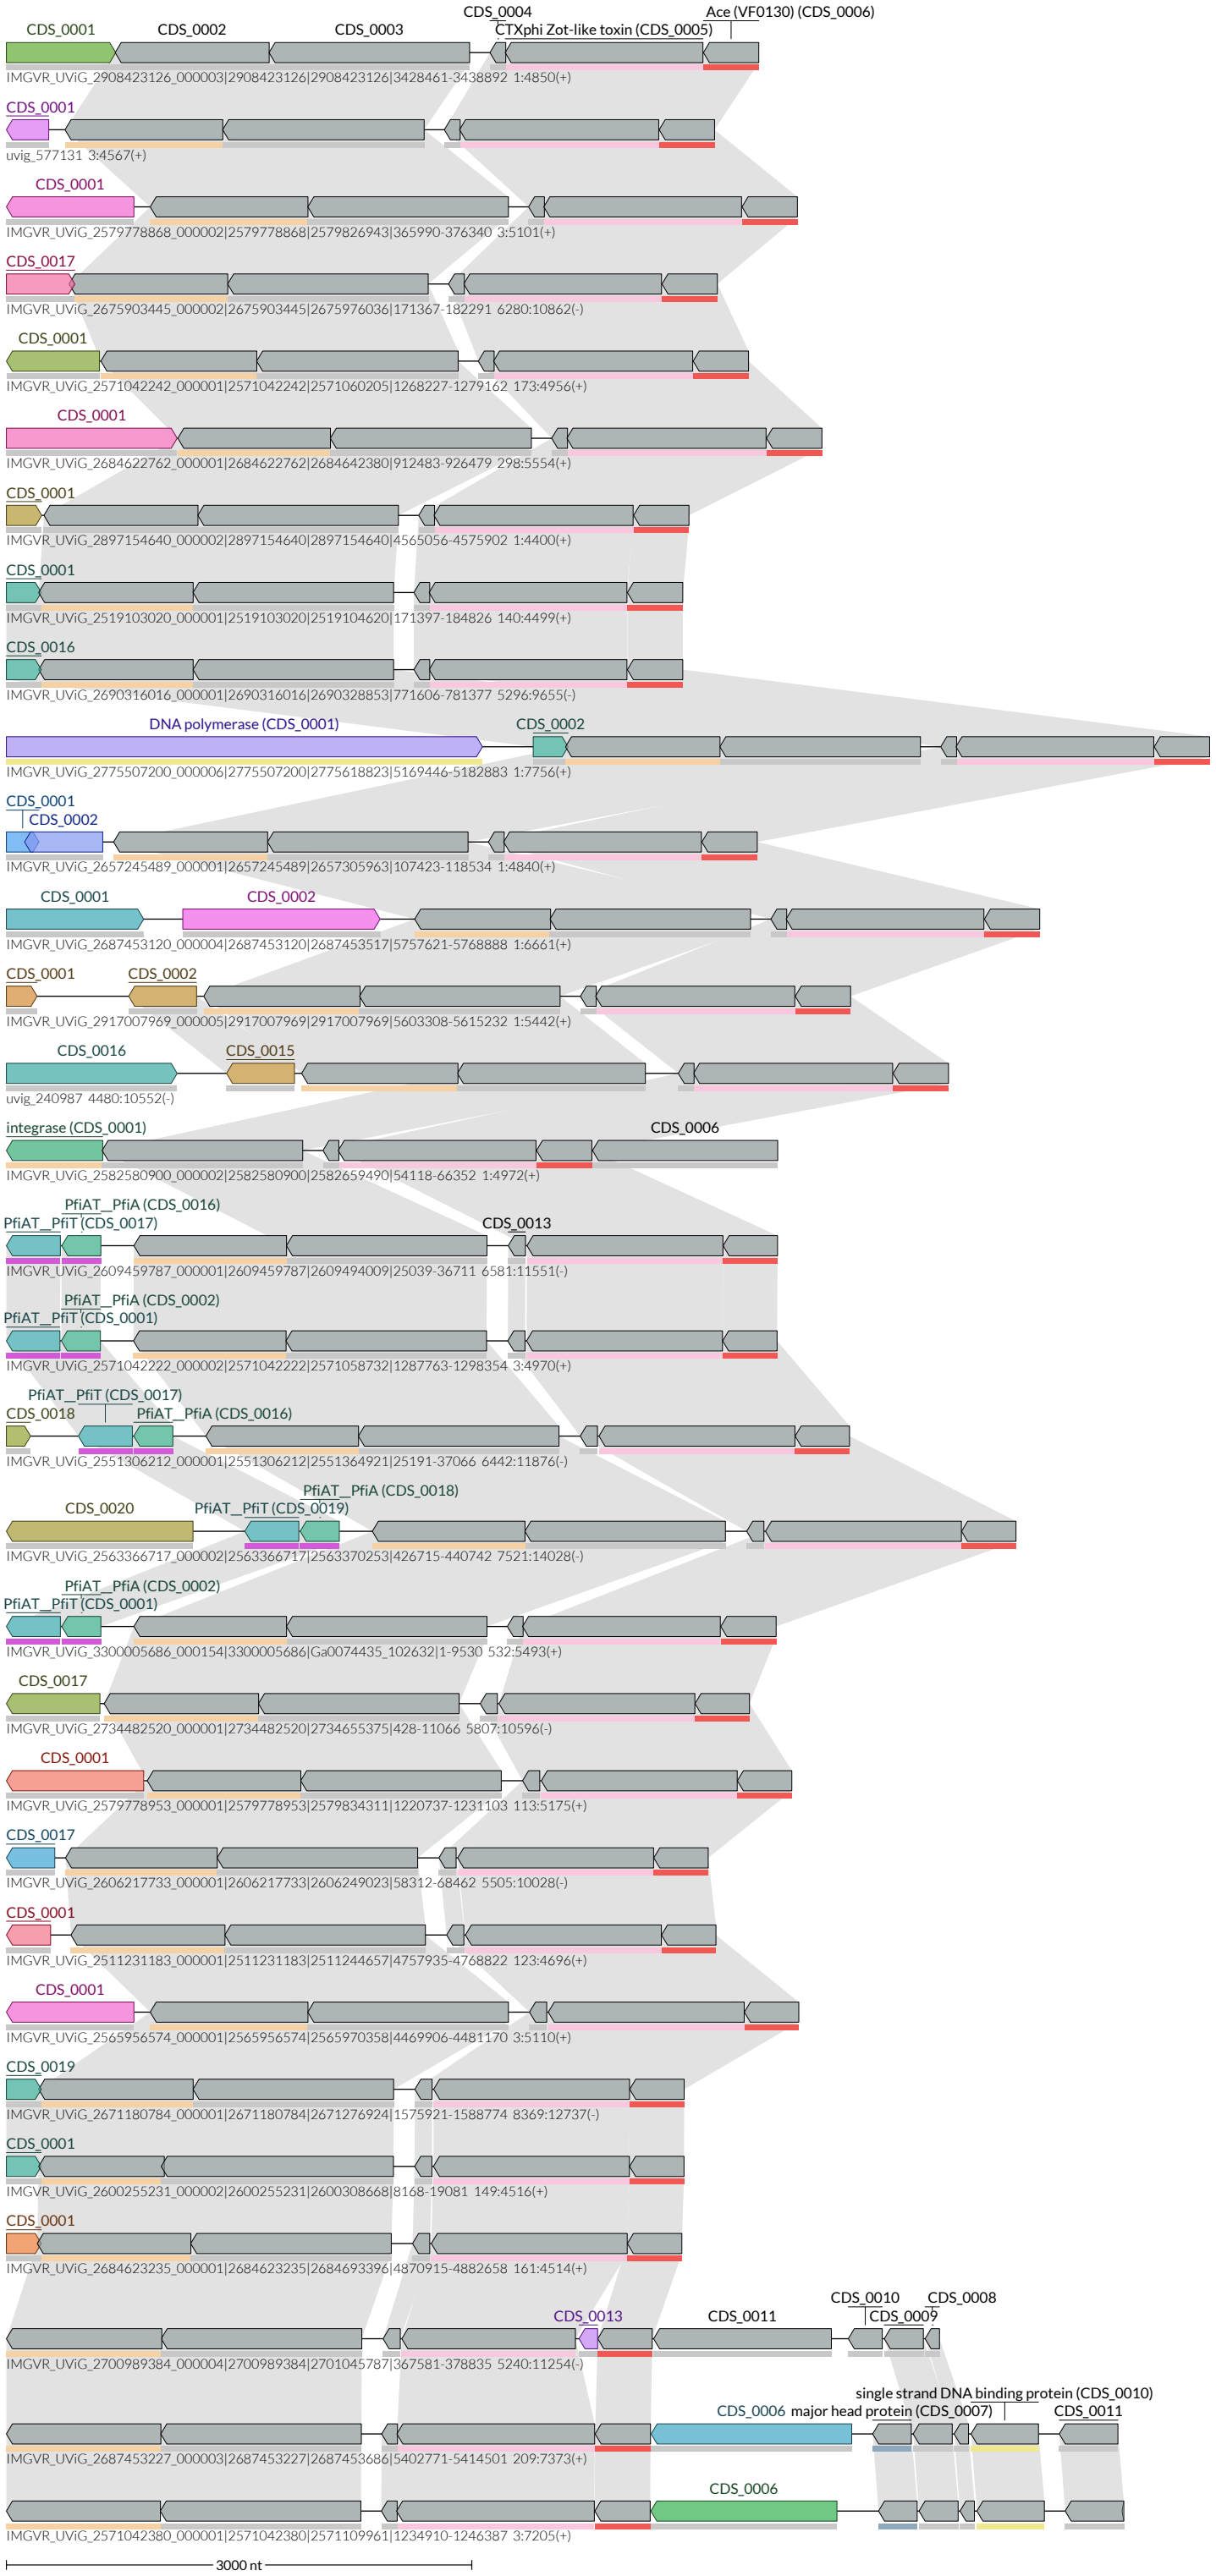 CDS_0004
Ace (VF0130) (CDS_0006)
CDS_0001 CDS_0002 CDS_0003 CTXphi Zot-like toxin (CDS_0005)
IMGVR_UViG_2908423126_000003|2908423126|2908423126|3428461-3438892 1:4850(+)
CDS_0001
uvig_577131 3:4567(+)
CDS_0001
IMGVR_UViG_2579778868_000002|2579778868|2579826943|365990-376340 3:5101(+)
CDS_0017
IMGVR_UViG_2675903445_000002|2675903445|2675976036|171367-182291 6280:10862(-)
CDS_0001
IMGVR_UViG_2571042242_000001|2571042242|2571060205|1268227-1279162 173:4956(+)
CDS_0001
IMGVR_UViG_2684622762_000001|2684622762|2684642380|912483-926479 298:5554(+)
CDS_0001
IMGVR_UViG_2897154640_000002|2897154640|2897154640|4565056-4575902 1:4400(+)
CDS_0001
IMGVR_UViG_2519103020_000001|2519103020|2519104620|171397-184826 140:4499(+)
CDS_0016
IMGVR_UViG_2690316016_000001|2690316016|2690328853|771606-781377 5296:9655(-)
DNA polymerase (CDS_0001) CDS_0002
IMGVR_UViG_2775507200_000006|2775507200|2775618823|5169446-5182883 1:7756(+)
CDS_0001
CDS_0002
IMGVR_UViG_2657245489_000001|2657245489|2657305963|107423-118534 1:4840(+)
CDS_0001 CDS_0002
IMGVR_UViG_2687453120_000004|2687453120|2687453517|5757621-5768888 1:6661(+)
CDS_0001 CDS_0002
IMGVR_UViG_2917007969_000005|2917007969|2917007969|5603308-5615232 1:5442(+)
CDS_0016 CDS_0015
uvig_240987 4480:10552(-)
integrase (CDS_0001) CDS_0006
IMGVR_UViG_2582580900_000002|2582580900|2582659490|54118-66352 1:4972(+)
PfiAT__PfiA (CDS_0016)
PfiAT__PfiT (CDS_0017) CDS_0013
IMGVR_UViG_2609459787_000001|2609459787|2609494009|25039-36711 6581:11551(-)
PfiAT__PfiA (CDS_0002)
PfiAT__PfiT (CDS_0001)
IMGVR_UViG_2571042222_000002|2571042222|2571058732|1287763-1298354 3:4970(+)
PfiAT__PfiT (CDS_0017)
CDS_0018 PfiAT__PfiA (CDS_0016)
IMGVR_UViG_2551306212_000001|2551306212|2551364921|25191-37066 6442:11876(-)
PfiAT__PfiA (CDS_0018)
CDS_0020 PfiAT__PfiT (CDS_0019)
IMGVR_UViG_2563366717_000002|2563366717|2563370253|426715-440742 7521:14028(-)
PfiAT__PfiA (CDS_0002)
PfiAT__PfiT (CDS_0001)
IMGVR_UViG_3300005686_000154|3300005686|Ga0074435_102632|1-9530 532:5493(+)
CDS_0017
IMGVR_UViG_2734482520_000001|2734482520|2734655375|428-11066 5807:10596(-)
CDS_0001
IMGVR_UViG_2579778953_000001|2579778953|2579834311|1220737-1231103 113:5175(+)
CDS_0017
IMGVR_UViG_2606217733_000001|2606217733|2606249023|58312-68462 5505:10028(-)
CDS_0001
IMGVR_UViG_2511231183_000001|2511231183|2511244657|4757935-4768822 123:4696(+)
CDS_0001
IMGVR_UViG_2565956574_000001|2565956574|2565970358|4469906-4481170 3:5110(+)
CDS_0019
IMGVR_UViG_2671180784_000001|2671180784|2671276924|1575921-1588774 8369:12737(-)
CDS_0001
IMGVR_UViG_2600255231_000002|2600255231|2600308668|8168-19081 149:4516(+)
CDS_0001
IMGVR_UViG_2684623235_000001|2684623235|2684693396|4870915-4882658 161:4514(+)
CDS_0010 CDS_0008
CDS_0013 CDS_0011 CDS_0009
IMGVR_UViG_2700989384_000004|2700989384|2701045787|367581-378835 5240:11254(-)
single strand DNA binding protein (CDS_0010)
CDS_0006 major head protein (CDS_0007) CDS_0011
IMGVR_UViG_2687453227_000003|2687453227|2687453686|5402771-5414501 209:7373(+)
CDS_0006
IMGVR_UViG_2571042380_000001|2571042380|2571109961|1234910-1246387 3:7205(+)
3000 nt